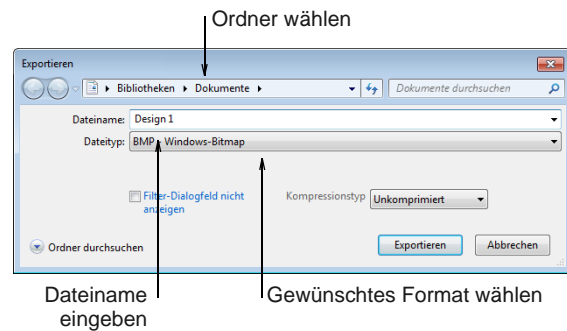 Ordner wählen
Exportieren
Bibliotheken Dokumente
Dokumente durchsuchen
Dateiname: Design 1
Dateityp: BMP - Windows-Bitmap
Filter-Dialogfeld nicht anzeigen
Kompressionstyp Unkomprimiert
Ordner durchsuchen
Exportieren Abbrechen
Dateiname eingeben
Gewünschtes Format wählen